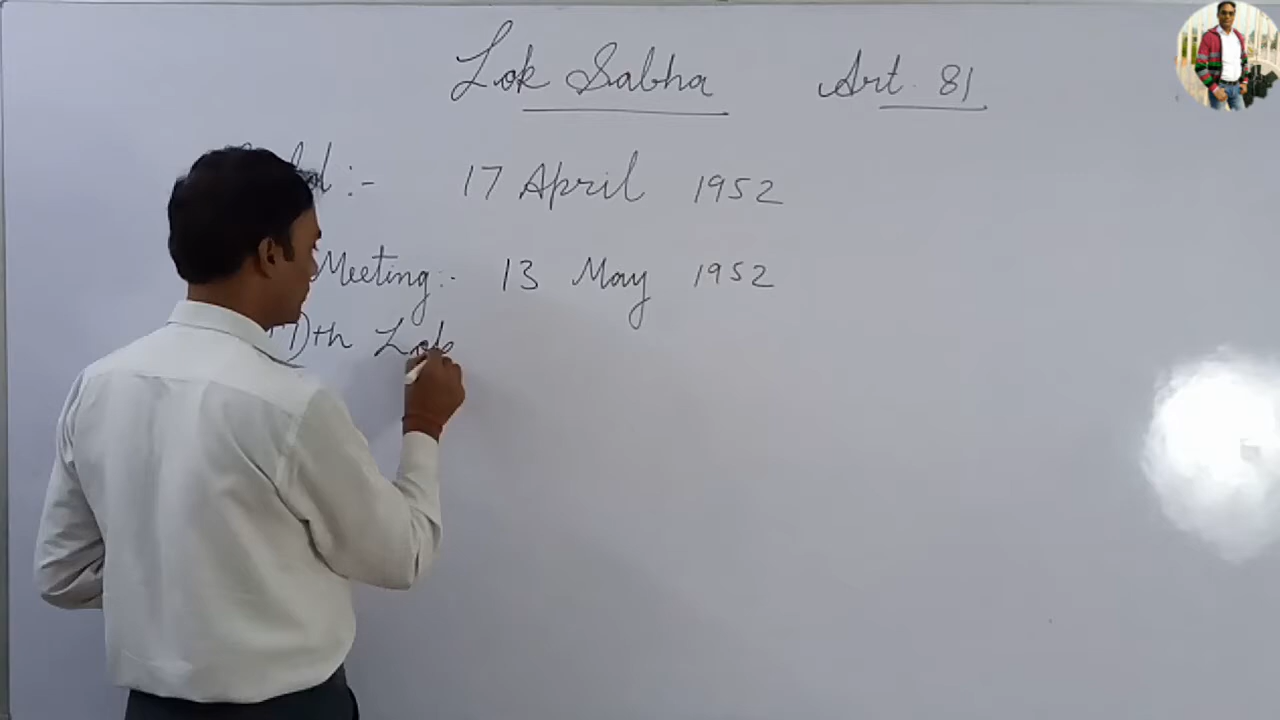 Lok Sabha Art. 81
:- 17 April 1952
Meeting:- 13 May 1952
th Lok